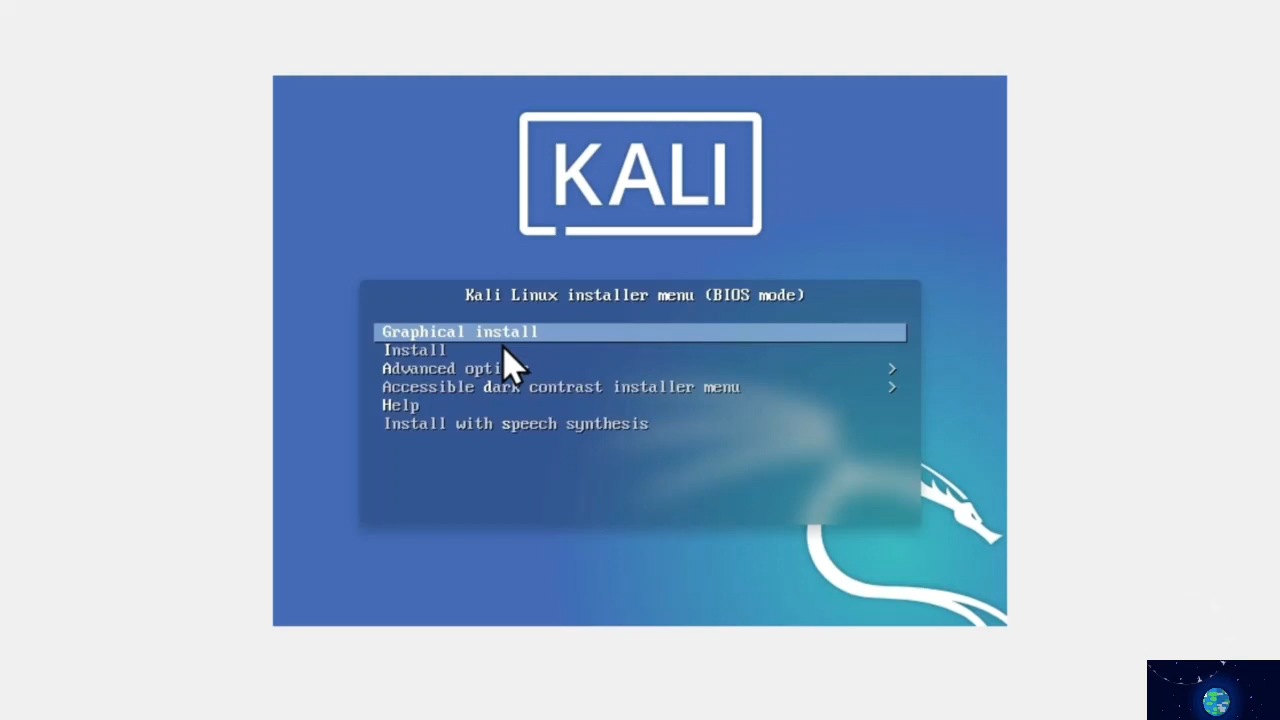 KALI
Kali Linux installer menu (BIOS mode)
Graphical install
Install
Advanced
Accessible dark contrast installer menu
Help
Install with speech synthesis